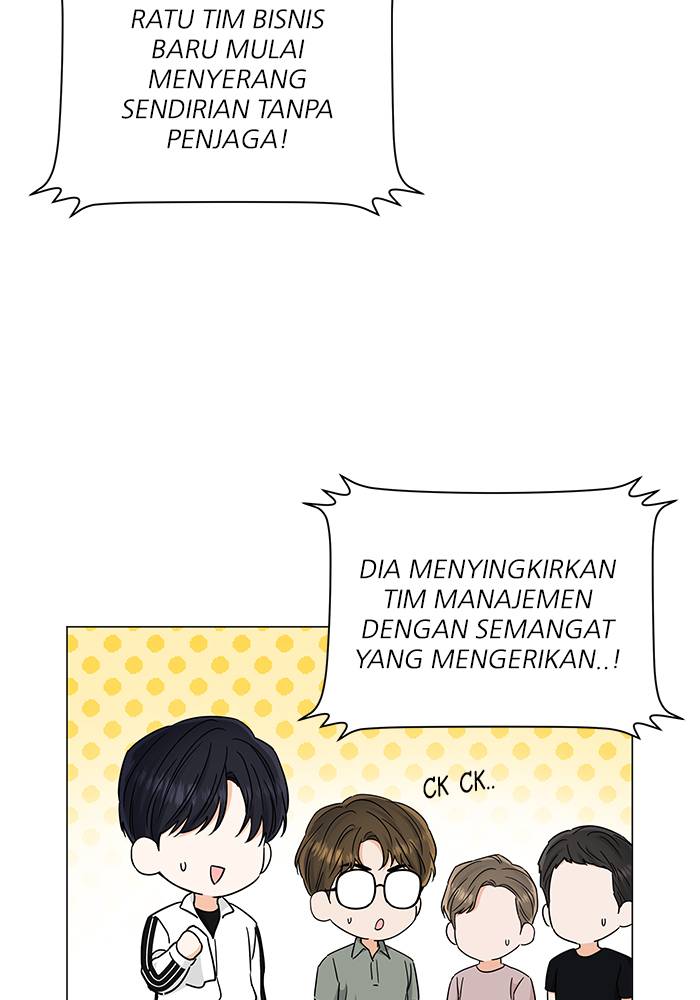 RATU TIM BISNIS
BARU MULAI
MENYERANG
SENDIRIAN TANPA
PENJAGA!
DIA MENYINGKIRKAN
TIM MANAJEMEN
DENGAN SEMANGAT
YANG MENGERIKAN..!
CK CK..